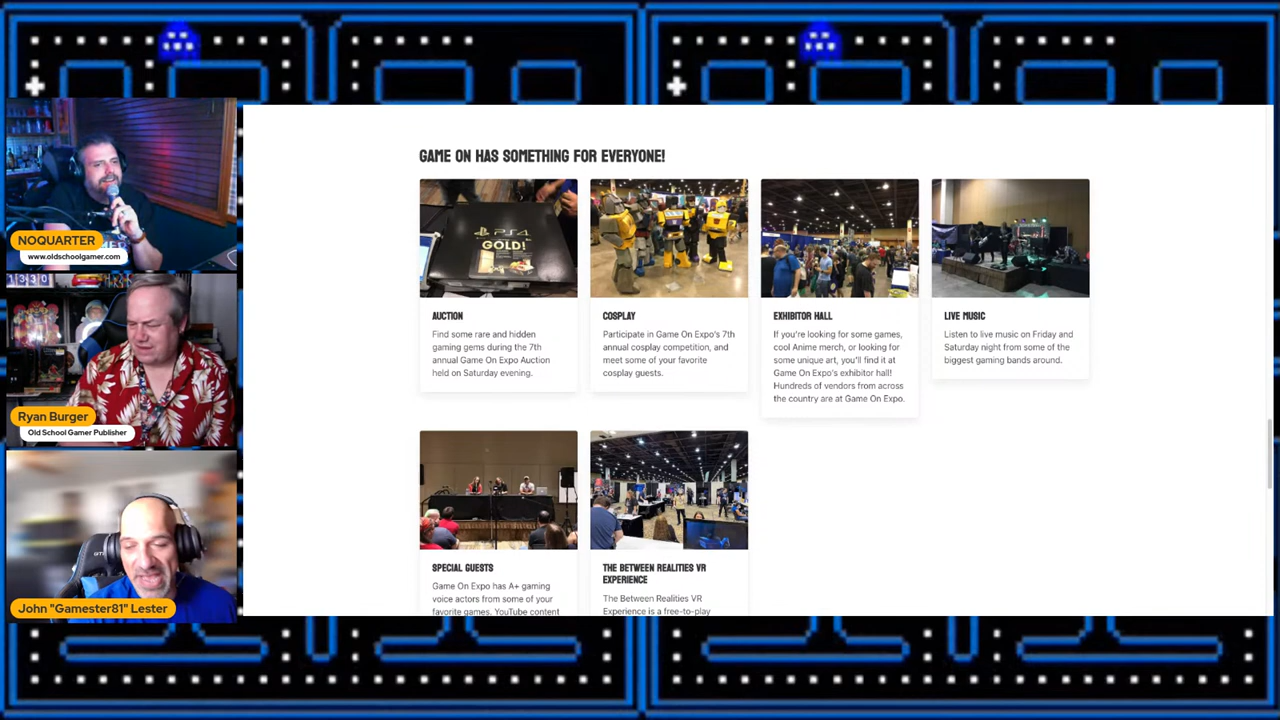 NOQUARTER
www.oldschoolgamer.com
Ryan Burger
Old School Gamer Publisher
John "Gamester81" Lester
GAME ON HAS SOMETHING FOR EVERYONE!
PS4
GOLD!
AUCTION
Find some rare and hidden
gaming gems during the 7th
annual Game On Expo Auction
held on Saturday evening.
COSPLAY
Participate in Game On Expo's 7th
annual cosplay competition, and
meet some of your favorite
cosplay guests.
EXHIBITOR HALL
If you're looking for some games,
cool Anime merch, or looking for
some unique art, you'll find it at
Game On Expo's exhibitor hall!
Hundreds of vendors from across
the country are at Game On Expo.
LIVE MUSIC
Listen to live music on Friday and
Saturday night from some of the
biggest gaming bands around.
SPECIAL GUESTS
Game On Expo has A+ gaming
voice actors from some of your
favorite games, YouTube content
THE BETWEEN REALITIES VR
EXPERIENCE
The Between Realities VR
Experience is a free-to-play